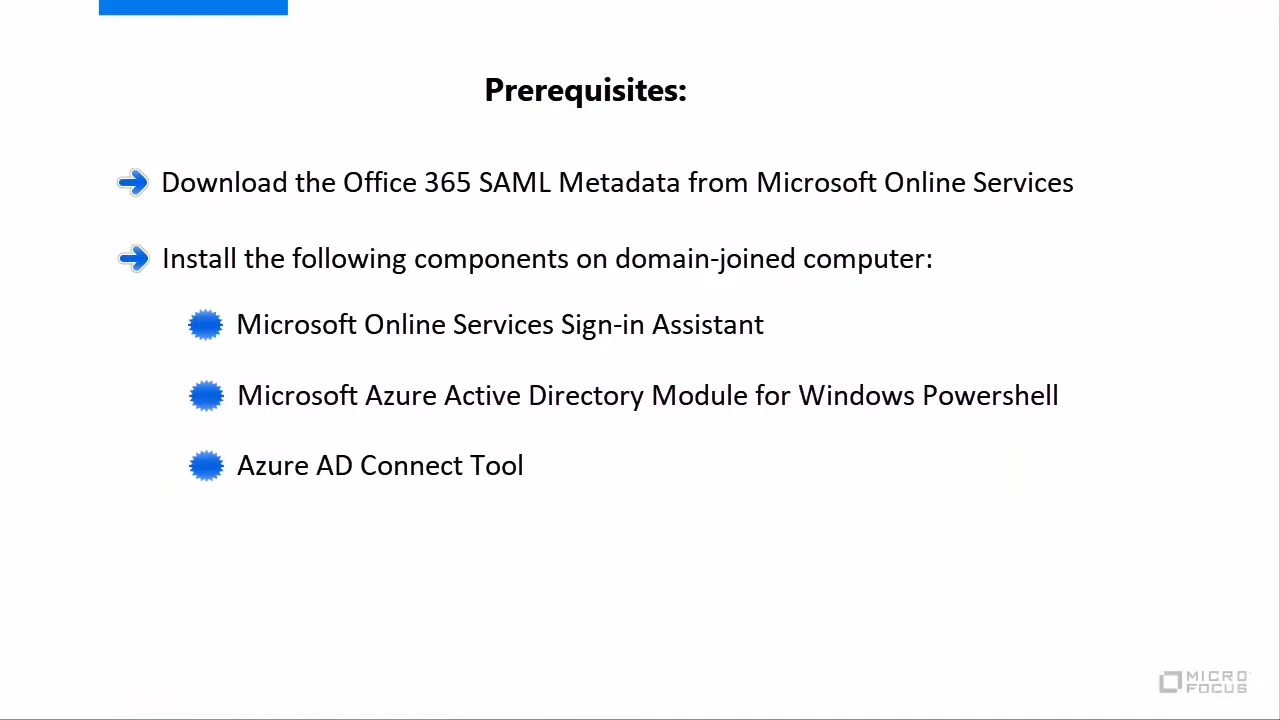 Prerequisites:
Download the Office 365 SAML Metadata from Microsoft Online Services
Install the following components on domain-joined computer:
Microsoft Online Services Sign-in Assistant
Microsoft Azure Active Directory Module for Windows Powershell
Azure AD Connect Tool
MICRO
FOCUS